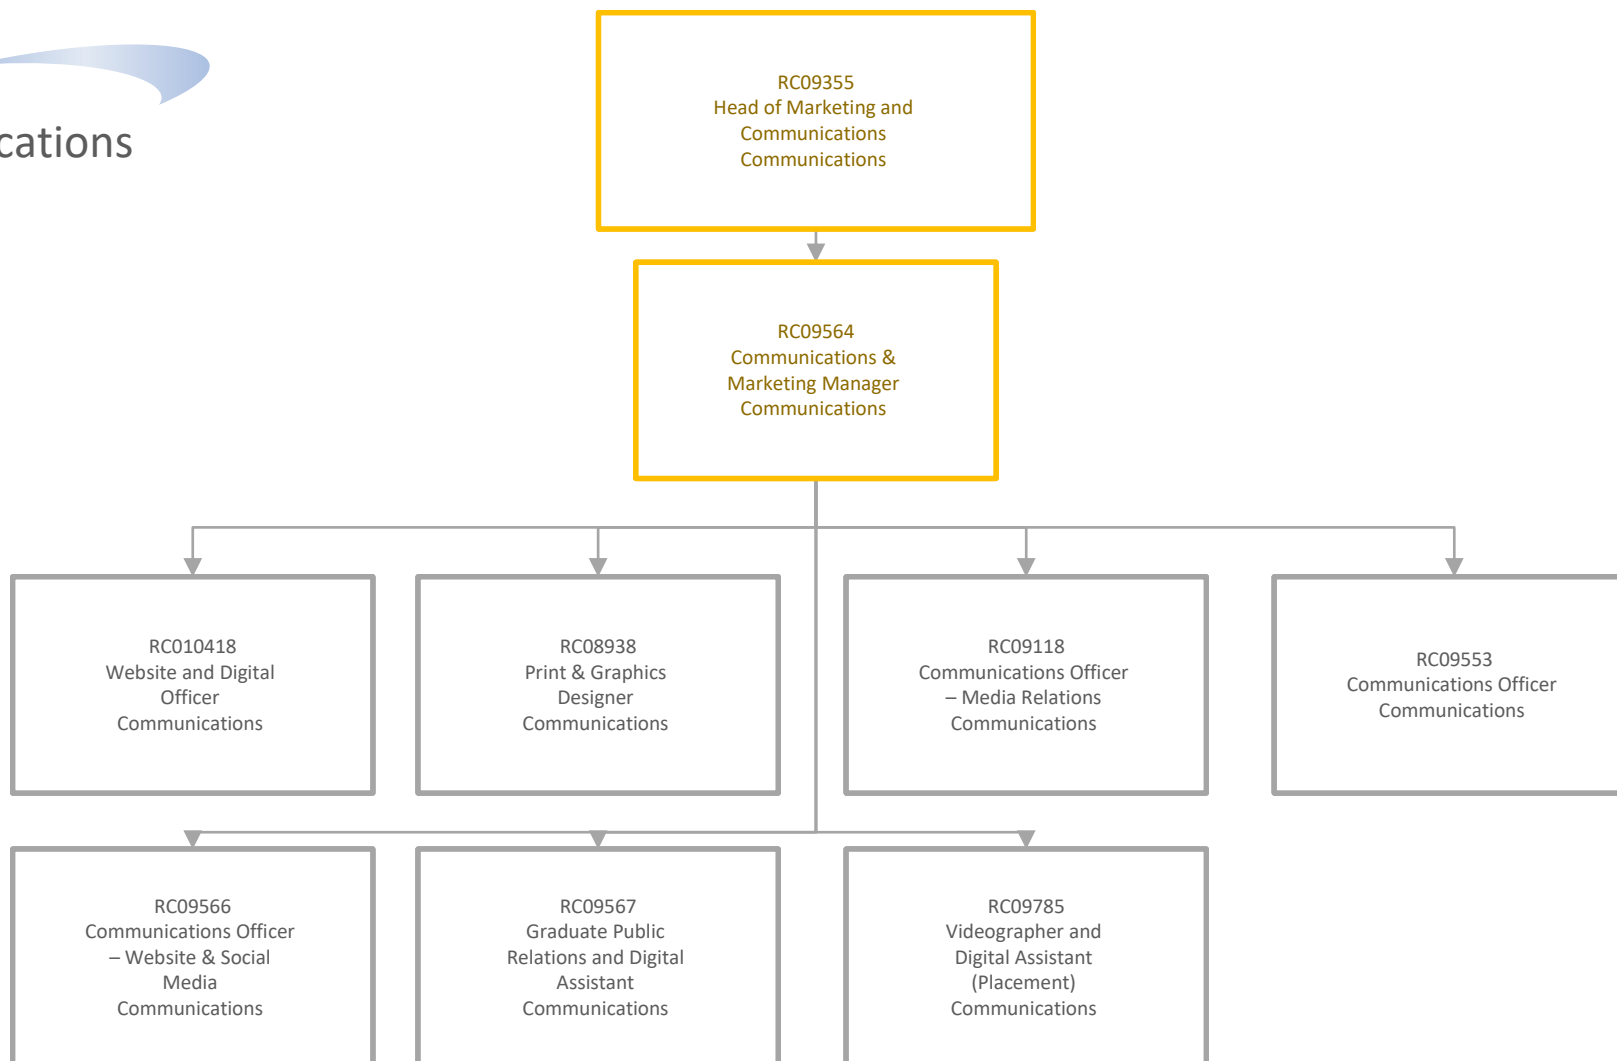 cations
RC09355
Head of Marketing and
Communications
Communications
RC09564
Communications &
Marketing Manager
Communications
RC010418
Website and Digital
Officer
Communications
RC08938
Print & Graphics
Designer
Communications
RC09118
Communications Officer
– Media Relations
Communications
RC09553
Communications Officer
Communications
RC09566
Communications Officer
– Website & Social
Media
Communications
RC09567
Graduate Public
Relations and Digital
Assistant
Communications
RC09785
Videographer and
Digital Assistant
(Placement)
Communications